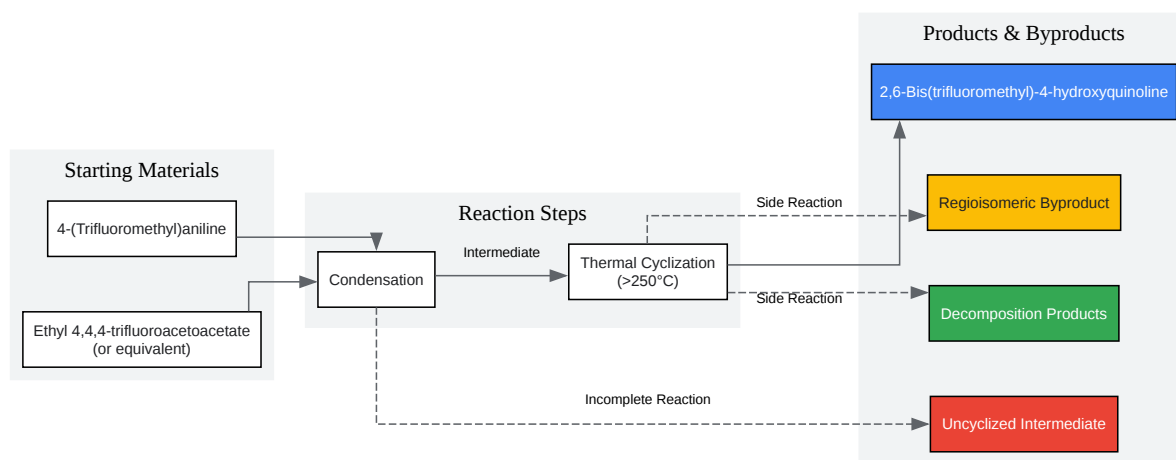 Products & Byproducts
2,6-Bis(trifluoromethyl)-4-hydroxyquinoline
Starting Materials
4-(Trifluoromethyl)aniline
Ethyl 4,4,4-trifluoroacetoacetate
(or equivalent)
Reaction Steps
Condensation
Intermediate
Thermal Cyclization
(>250°C)
Side Reaction
Regioisomeric Byproduct
Side Reaction
Decomposition Products
Incomplete Reaction
Uncyclized Intermediate